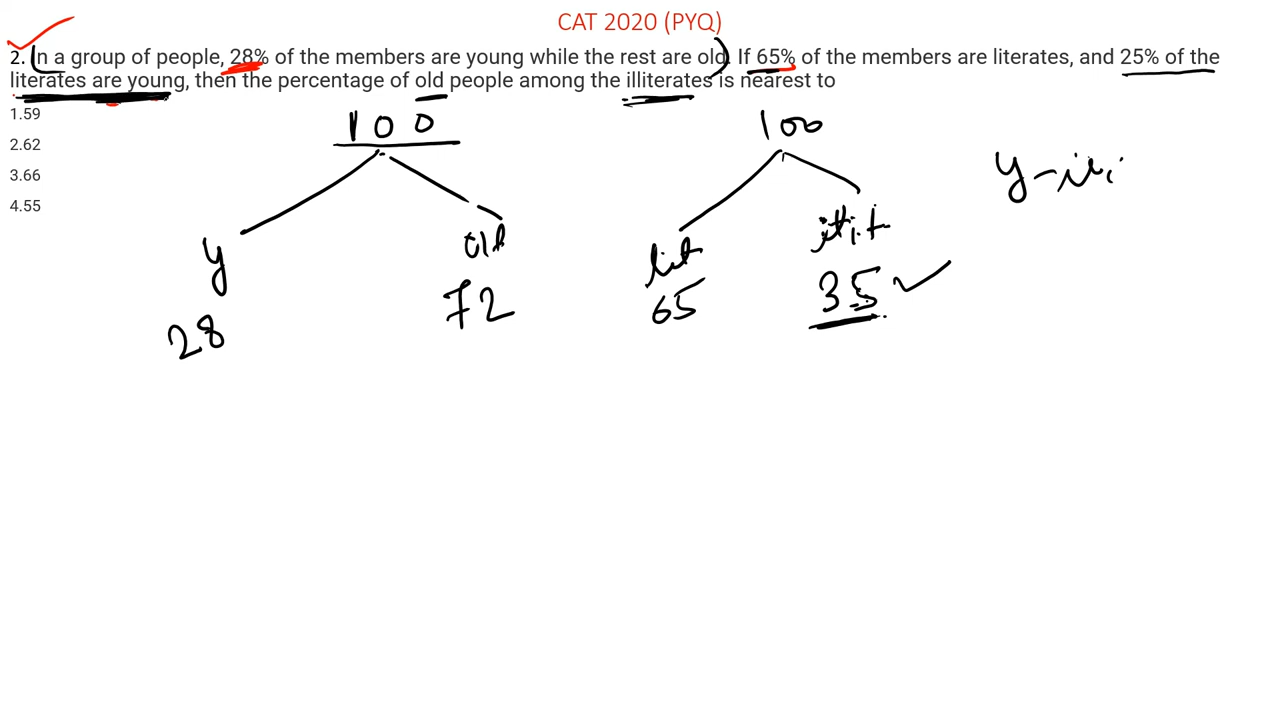 CAT 2020 (PYQ)
2. In a group of people, 28% of the members are young while the rest are old. If 65% of the members are literates, and 25% of the
literates are young, then the percentage of old people among the illiterates is nearest to
1.59
2.62
3.66
4.55
100
100
y
old
lit
illit
28
72
65
35